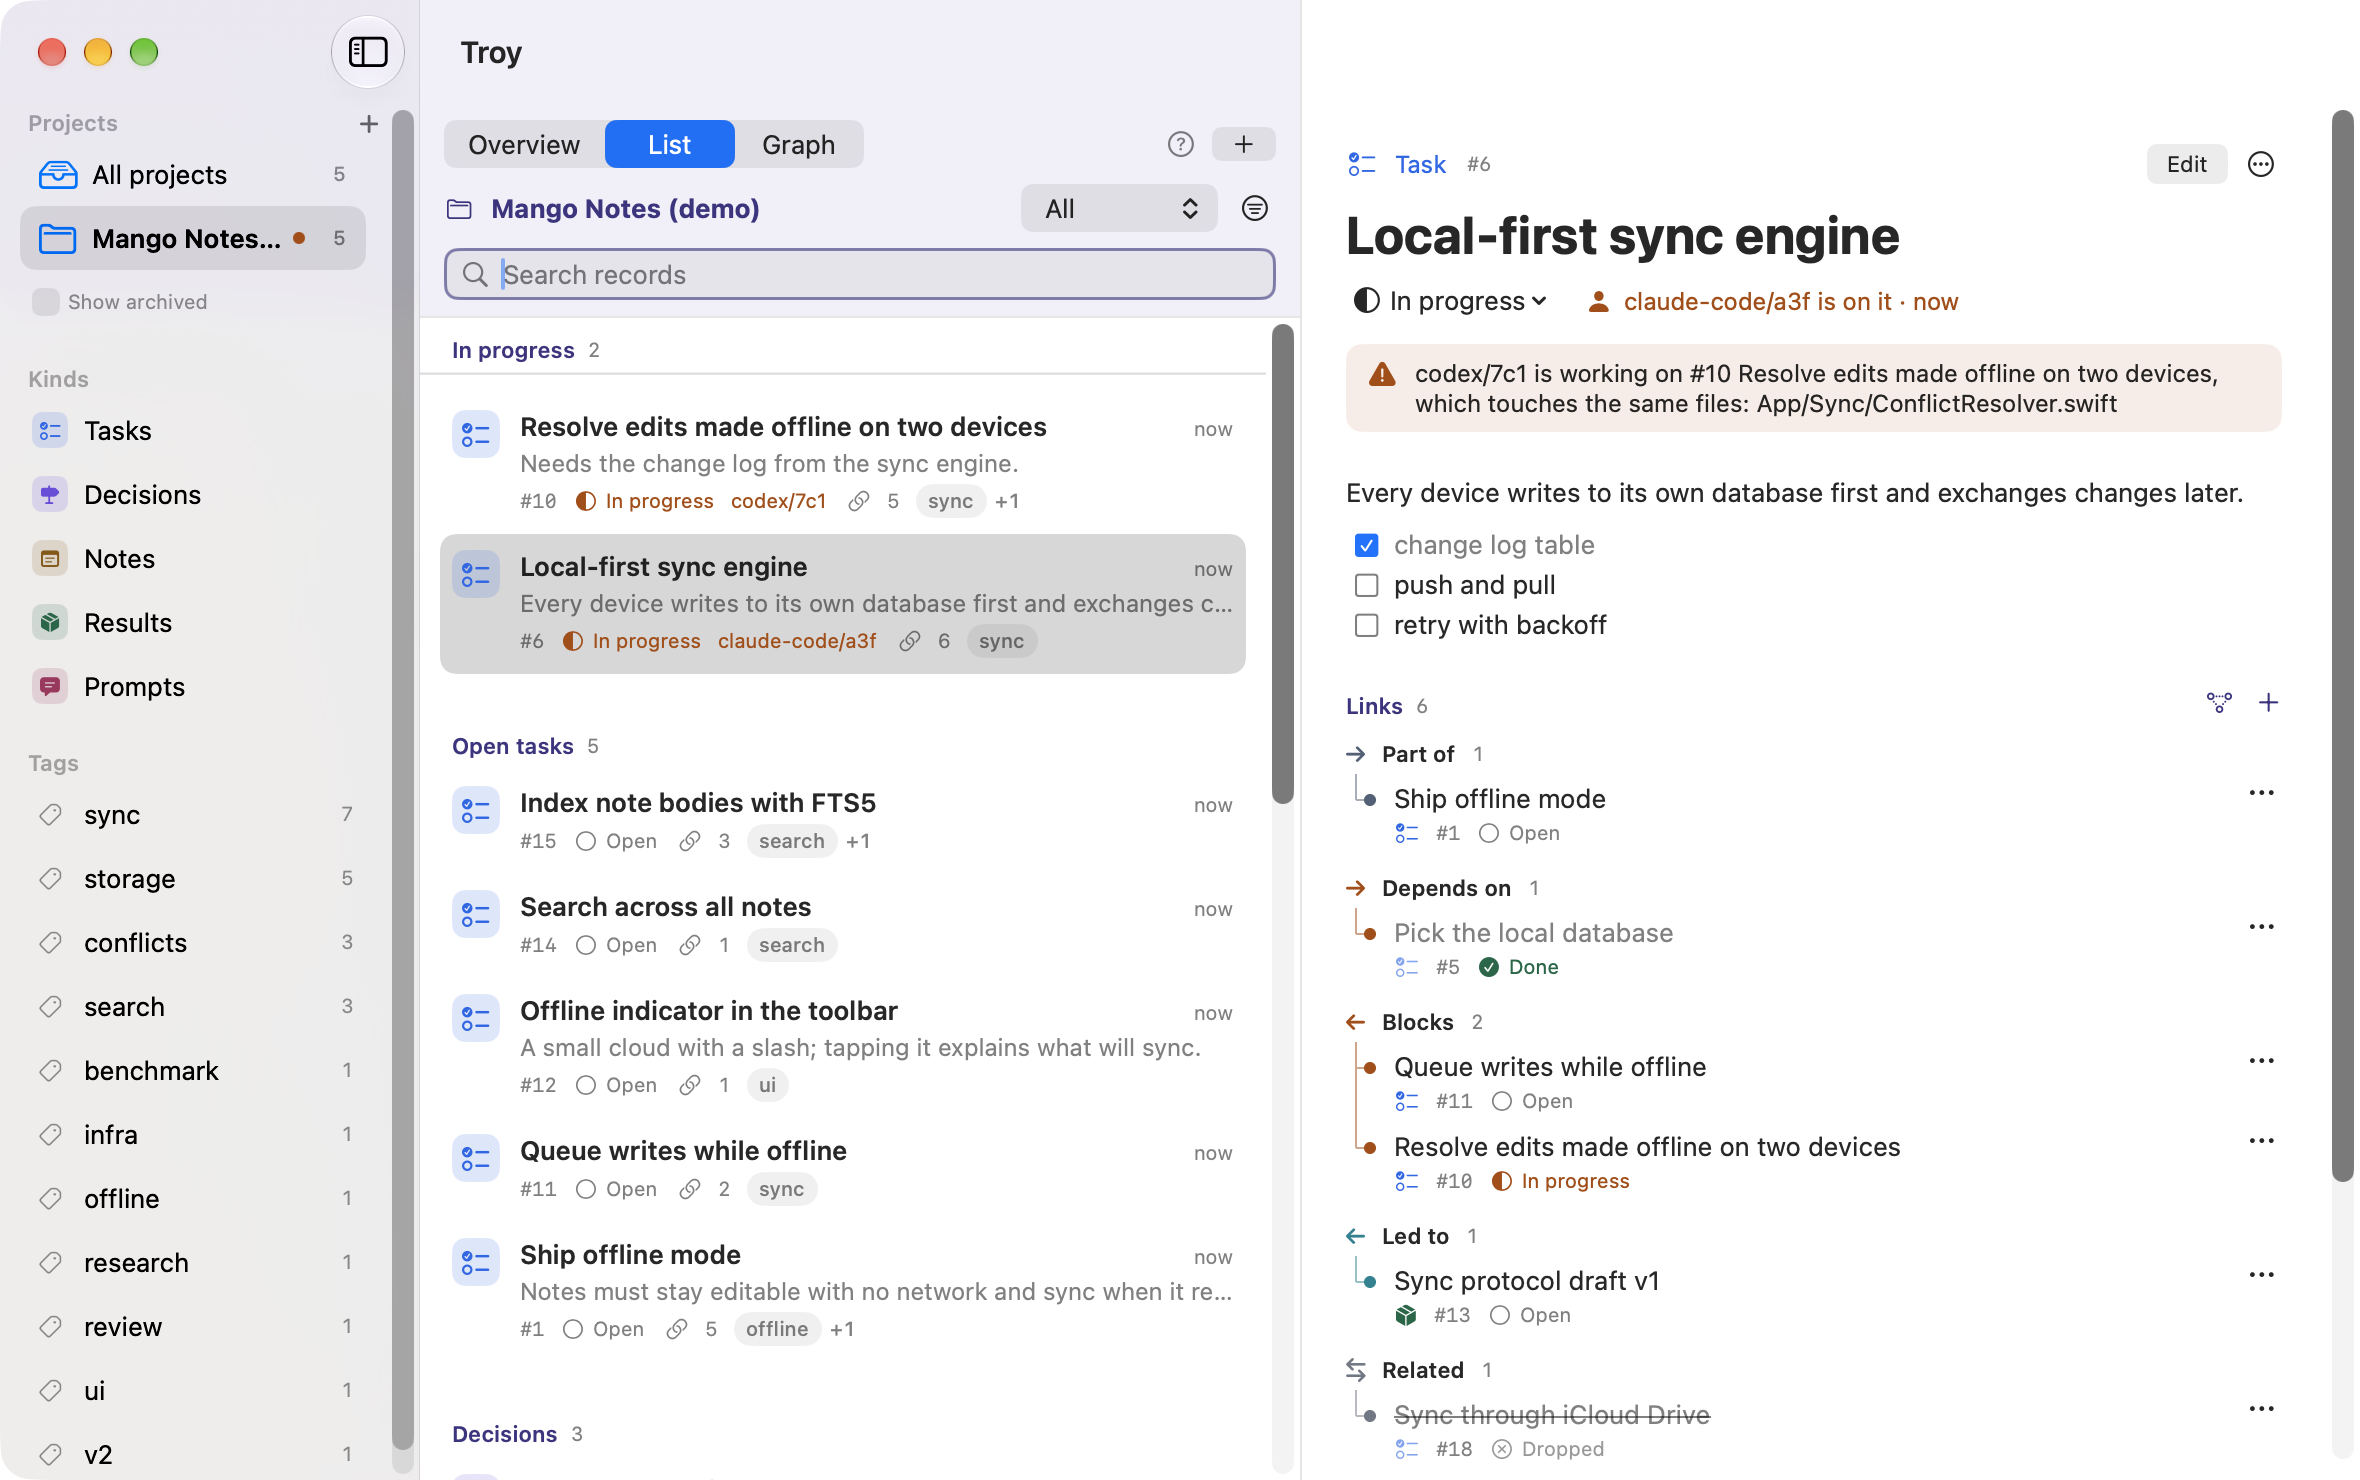 Projects
All projects 5
Mango Notes... 5
Show archived
Kinds
Tasks
Decisions
Notes
Results
Prompts
Tags
sync 7
storage 5
conflicts 3
search 3
benchmark 1
infra 1
offline 1
research 1
review 1
ui 1
v2 1
Troy
Overview List Graph
Mango Notes (demo) All
Search records
In progress 2
Resolve edits made offline on two devices now
Needs the change log from the sync engine.
#10 In progress codex/7c1 5 sync +1
Local-first sync engine now
Every device writes to its own database first and exchanges c...
#6 In progress claude-code/a3f 6 sync
Open tasks 5
Index note bodies with FTS5 now
#15 Open 3 search +1
Search across all notes now
#14 Open 1 search
Offline indicator in the toolbar now
A small cloud with a slash; tapping it explains what will sync.
#12 Open 1 ui
Queue writes while offline now
#11 Open 2 sync
Ship offline mode now
Notes must stay editable with no network and sync when it re...
#1 Open 5 offline +1
Decisions 3
Task #6 Edit
Local-first sync engine
In progress claude-code/a3f is on it · now
codex/7c1 is working on #10 Resolve edits made offline on two devices,
which touches the same files: App/Sync/ConflictResolver.swift
Every device writes to its own database first and exchanges changes later.
change log table
push and pull
retry with backoff
Links 6
Part of 1
Ship offline mode
#1 Open
Depends on 1
Pick the local database
#5 Done
Blocks 2
Queue writes while offline
#11 Open
Resolve edits made offline on two devices
#10 In progress
Led to 1
Sync protocol draft v1
#13 Open
Related 1
Sync through iCloud Drive
#18 Dropped